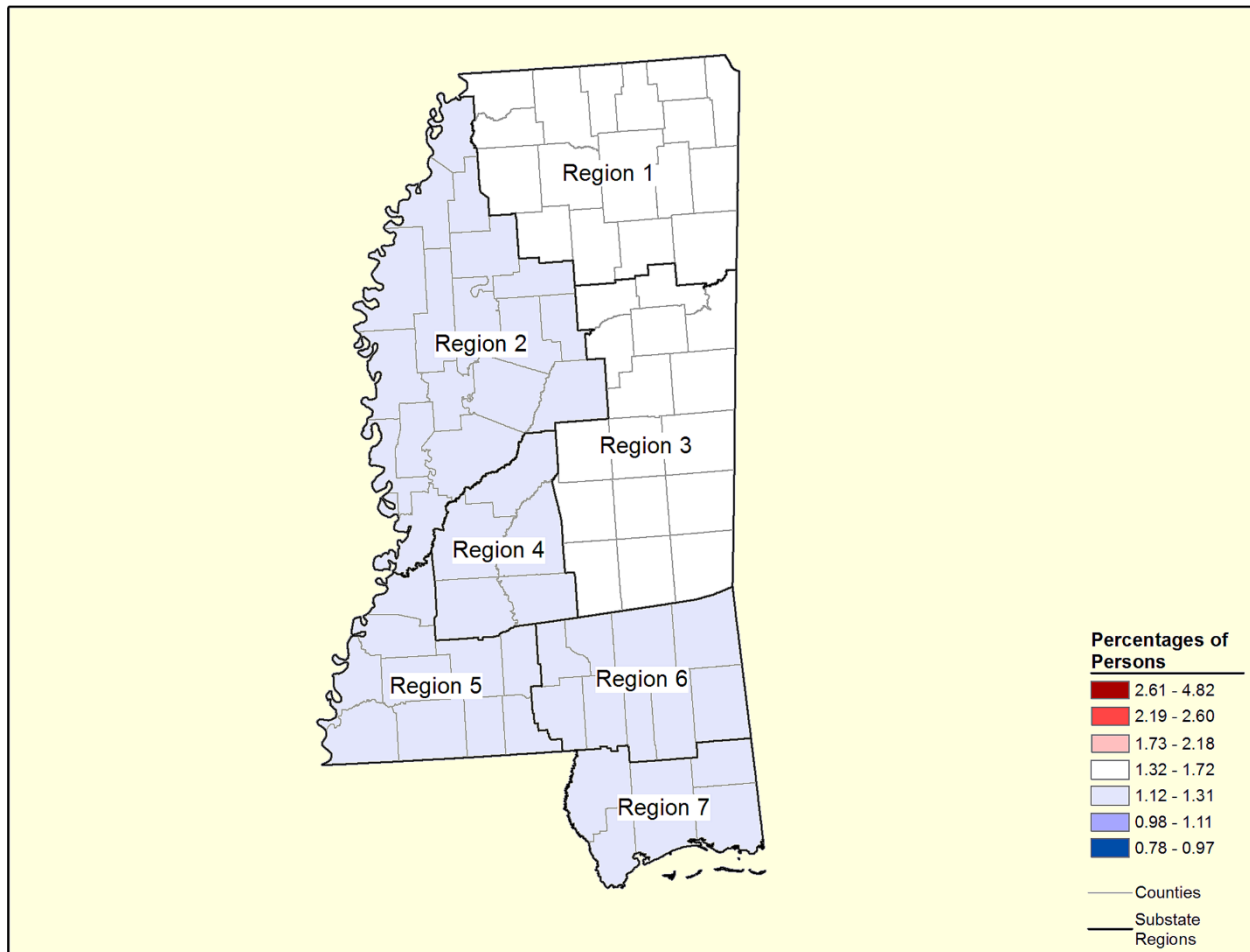 Region 1
Region 2
Region 3
Region 4
Region 5
Region 6
Region 7
Percentages of
Persons
2.61 - 4.82
2.19 - 2.60
1.73 - 2.18
1.32 - 1.72
1.12 - 1.31
0.98 - 1.11
0.78 - 0.97
Counties
Substate
Regions